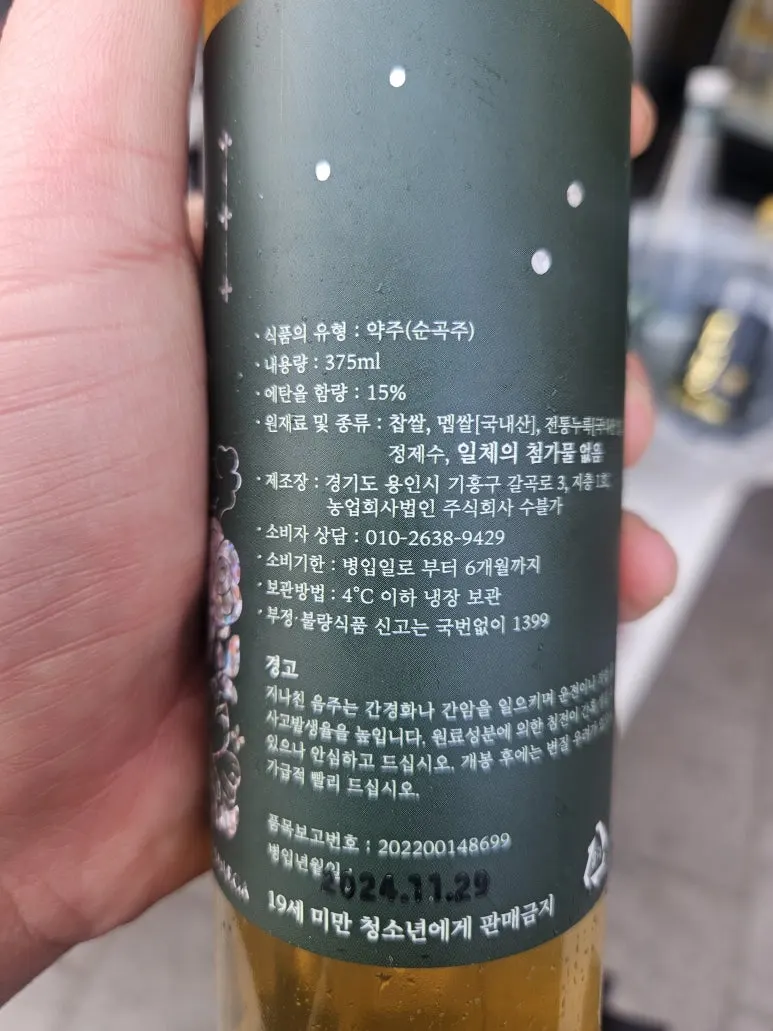 · 식품의 유형 : 약주(순곡주)
· 내용량 : 375ml
· 에탄올 함량 : 15%
· 원재료 및 종류 : 찹쌀, 멥쌀[국내산], 전통누룩
정제수, 일체의 첨가물 없음
· 제조장 : 경기도 용인시 기흥구 갈곡로 3, 지층 1호
농업회사법인 주식회사 수블가
· 소비자 상담 : 010-2638-9429
· 소비기한 : 병입일로 부터 6개월까지
· 보관방법 : 4°C 이하 냉장 보관
· 부정·불량식품 신고는 국번없이 1399
경고
지나친 음주는 간경화나 간암을 일으키며 운전이나
사고발생율을 높입니다. 원료성분에 의한 침전이
있으나 안심하고 드십시오. 개봉 후에는 변질 우려가
가급적 빨리 드십시오.
품목보고번호 : 202200148699
병입년월일 :
2024.11.29
19세 미만 청소년에게 판매금지